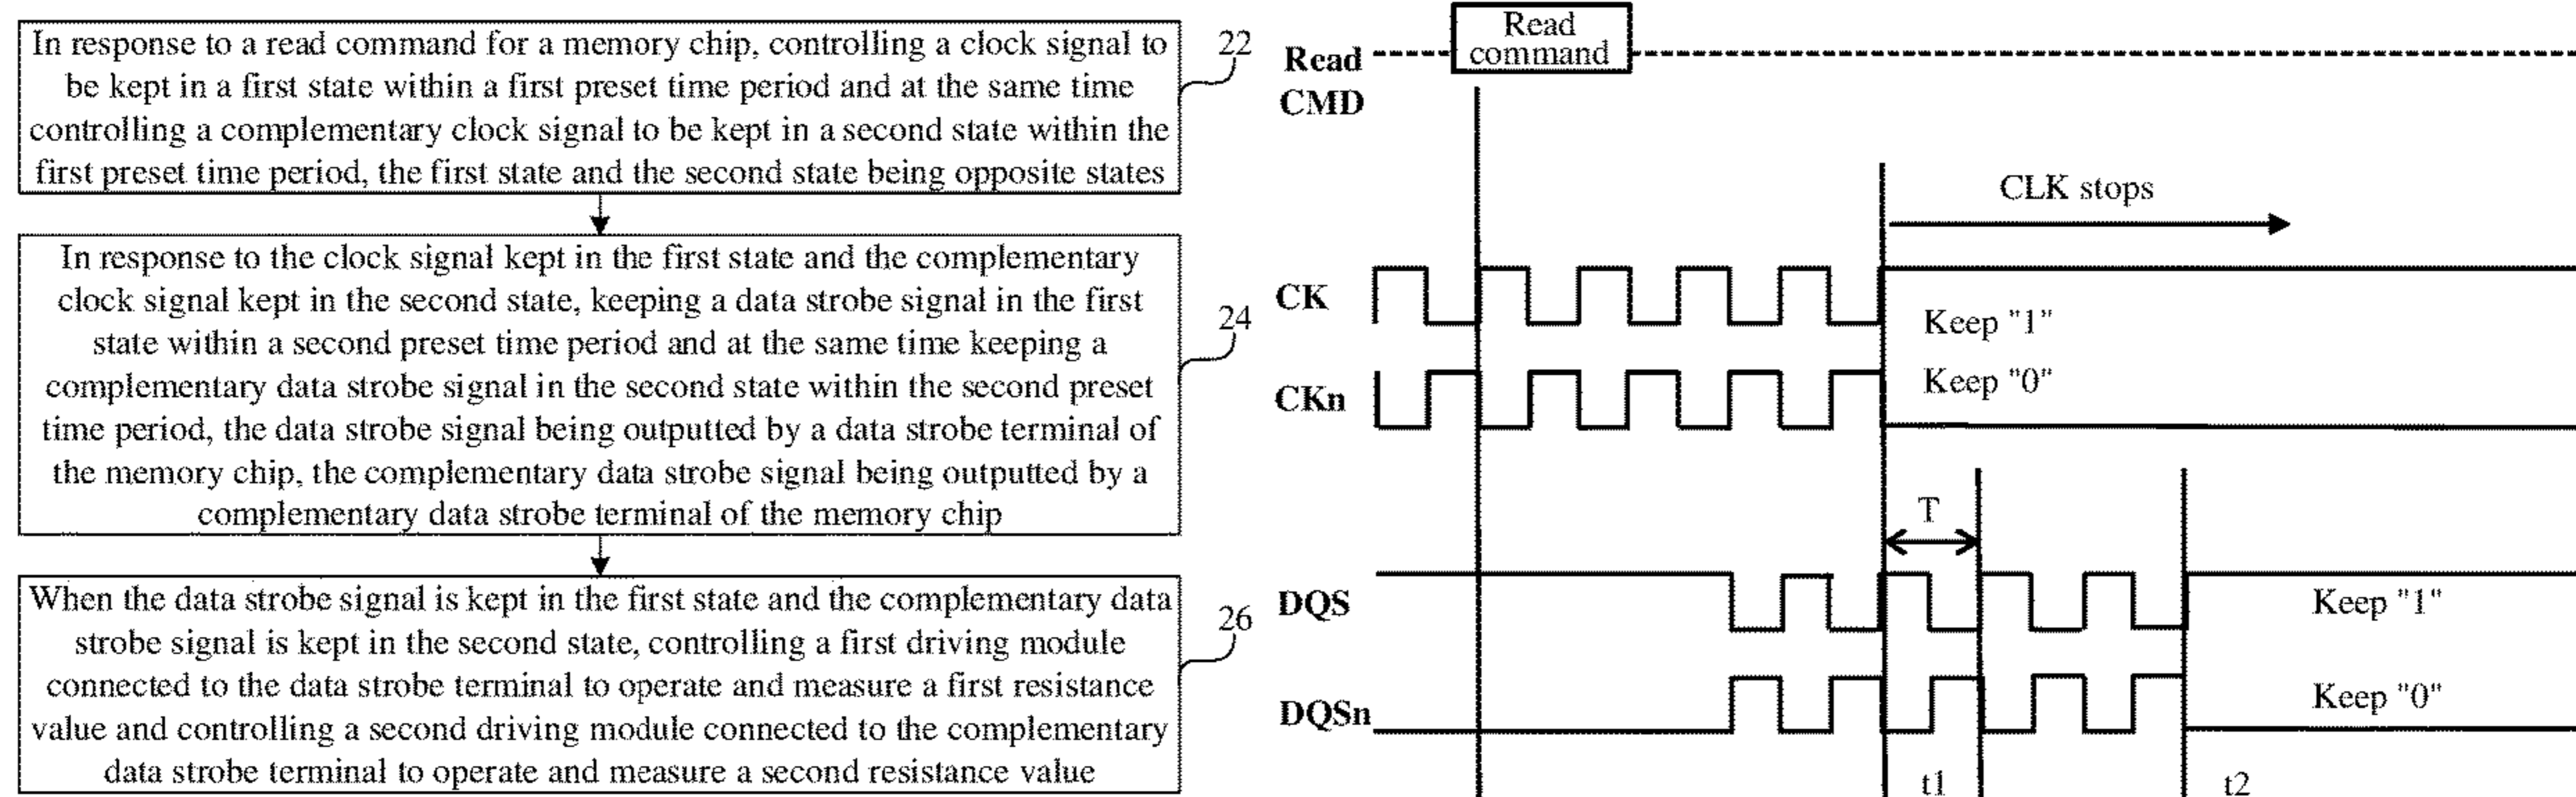 In response to a read command for a memory chip, controlling a clock signal to
be kept in a first state within a first preset time period and at the same time
controlling a complementary clock signal to be kept in a second state within the
first preset time period, the first state and the second state being opposite states
22
In response to the clock signal kept in the first state and the complementary
clock signal kept in the second state, keeping a data strobe signal in the first
state within a second preset time period and at the same time keeping a
complementary data strobe signal in the second state within the second preset
time period, the data strobe signal being outputted by a data strobe terminal of
the memory chip, the complementary data strobe signal being outputted by a
complementary data strobe terminal of the memory chip
24
When the data strobe signal is kept in the first state and the complementary data
strobe signal is kept in the second state, controlling a first driving module
connected to the data strobe terminal to operate and measure a first resistance
value and controlling a second driving module connected to the complementary
data strobe terminal to operate and measure a second resistance value
26
Read
CMD
Read
command
CLK stops
CK
Keep "1"
CKn
Keep "0"
T
DQS
Keep "1"
DQSn
Keep "0"
t1
t2